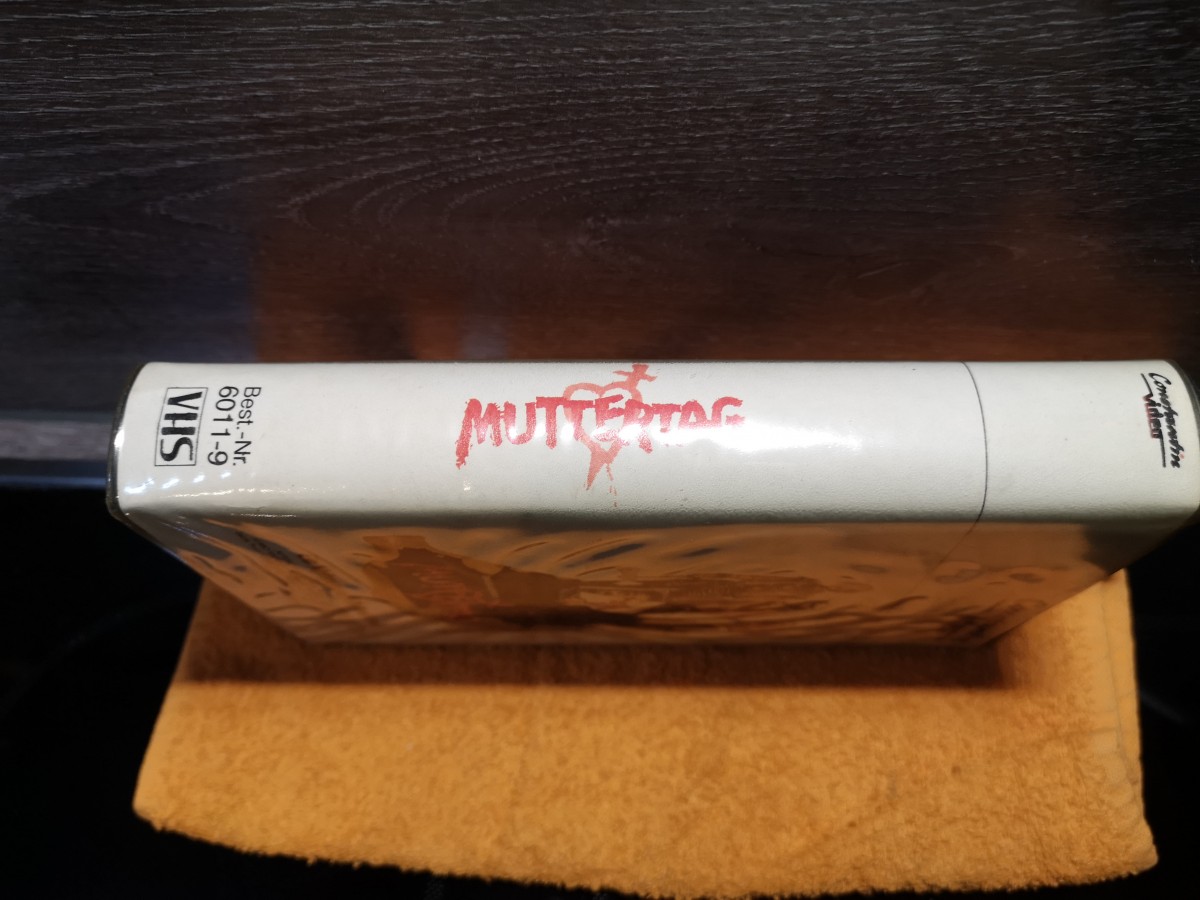 VHS
Best.-Nr.
6011-9
MUTTERTAG
Constantin
Video